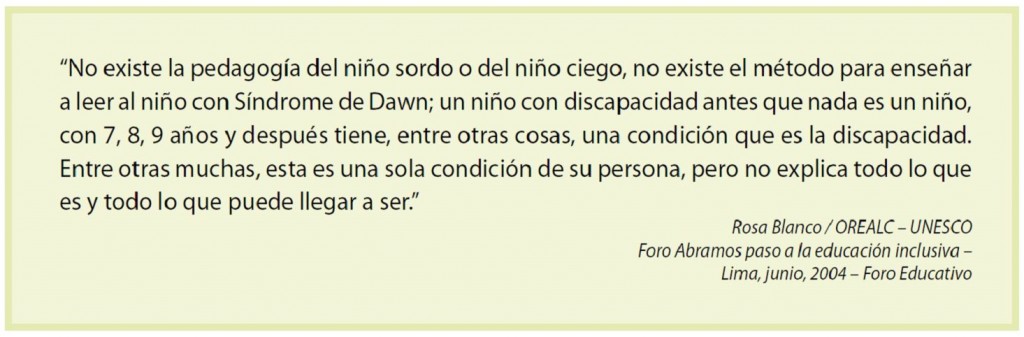 “No existe la pedagogía del niño sordo o del niño ciego, no existe el método para enseñar
a leer al niño con Síndrome de Dawn; un niño con discapacidad antes que nada es un niño,
con 7, 8, 9 años y después tiene, entre otras cosas, una condición que es la discapacidad.
Entre otras muchas, esta es una sola condición de su persona, pero no explica todo lo que
es y todo lo que puede llegar a ser.”
Rosa Blanco / OREALC – UNESCO
Foro Abramos paso a la educación inclusiva –
Lima, junio, 2004 – Foro Educativo